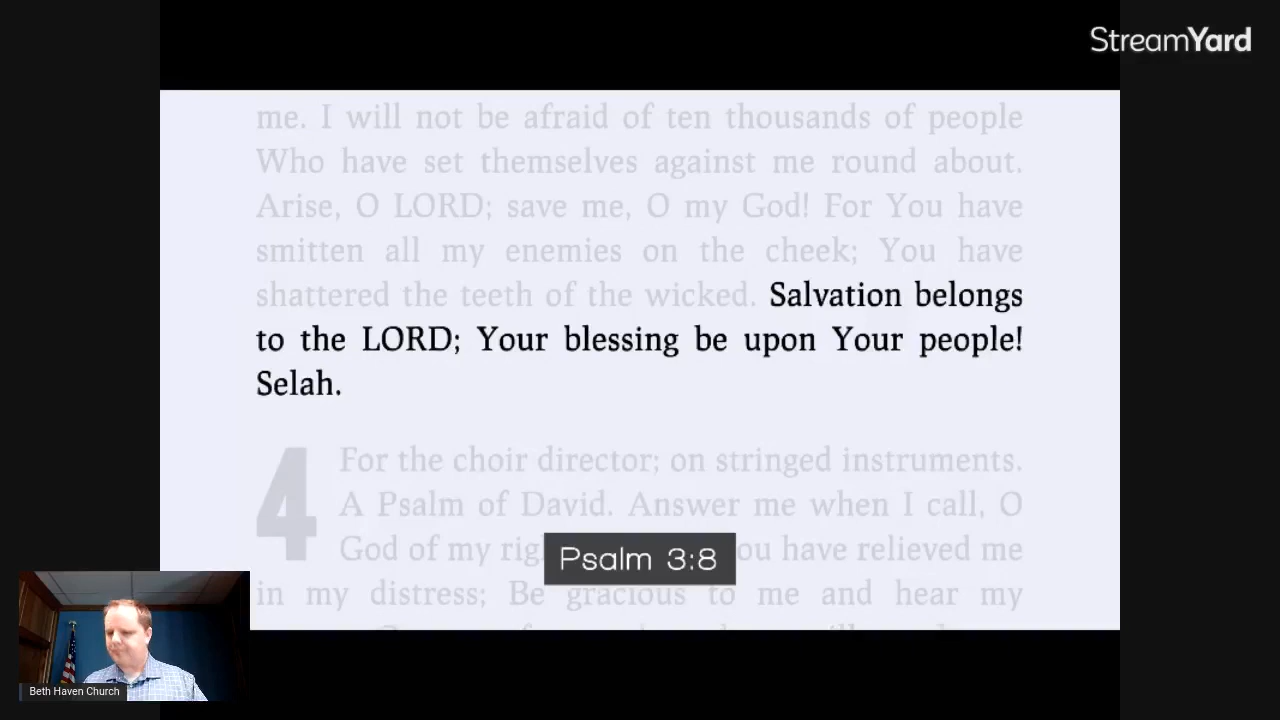 StreamYard
me. I will not be afraid of ten thousands of people
Who have set themselves against me round about.
Arise, O LORD; save me, O my God! For You have
smitten all my enemies on the cheek; You have
shattered the teeth of the wicked. Salvation belongs
to the LORD; Your blessing be upon Your people!
Selah.
4
For the choir director; on stringed instruments.
A Psalm of David. Answer me when I call, O
God of my have relieved me
Psalm 3:8
in my distress; Be gracious to me and hear my
Beth Haven Church